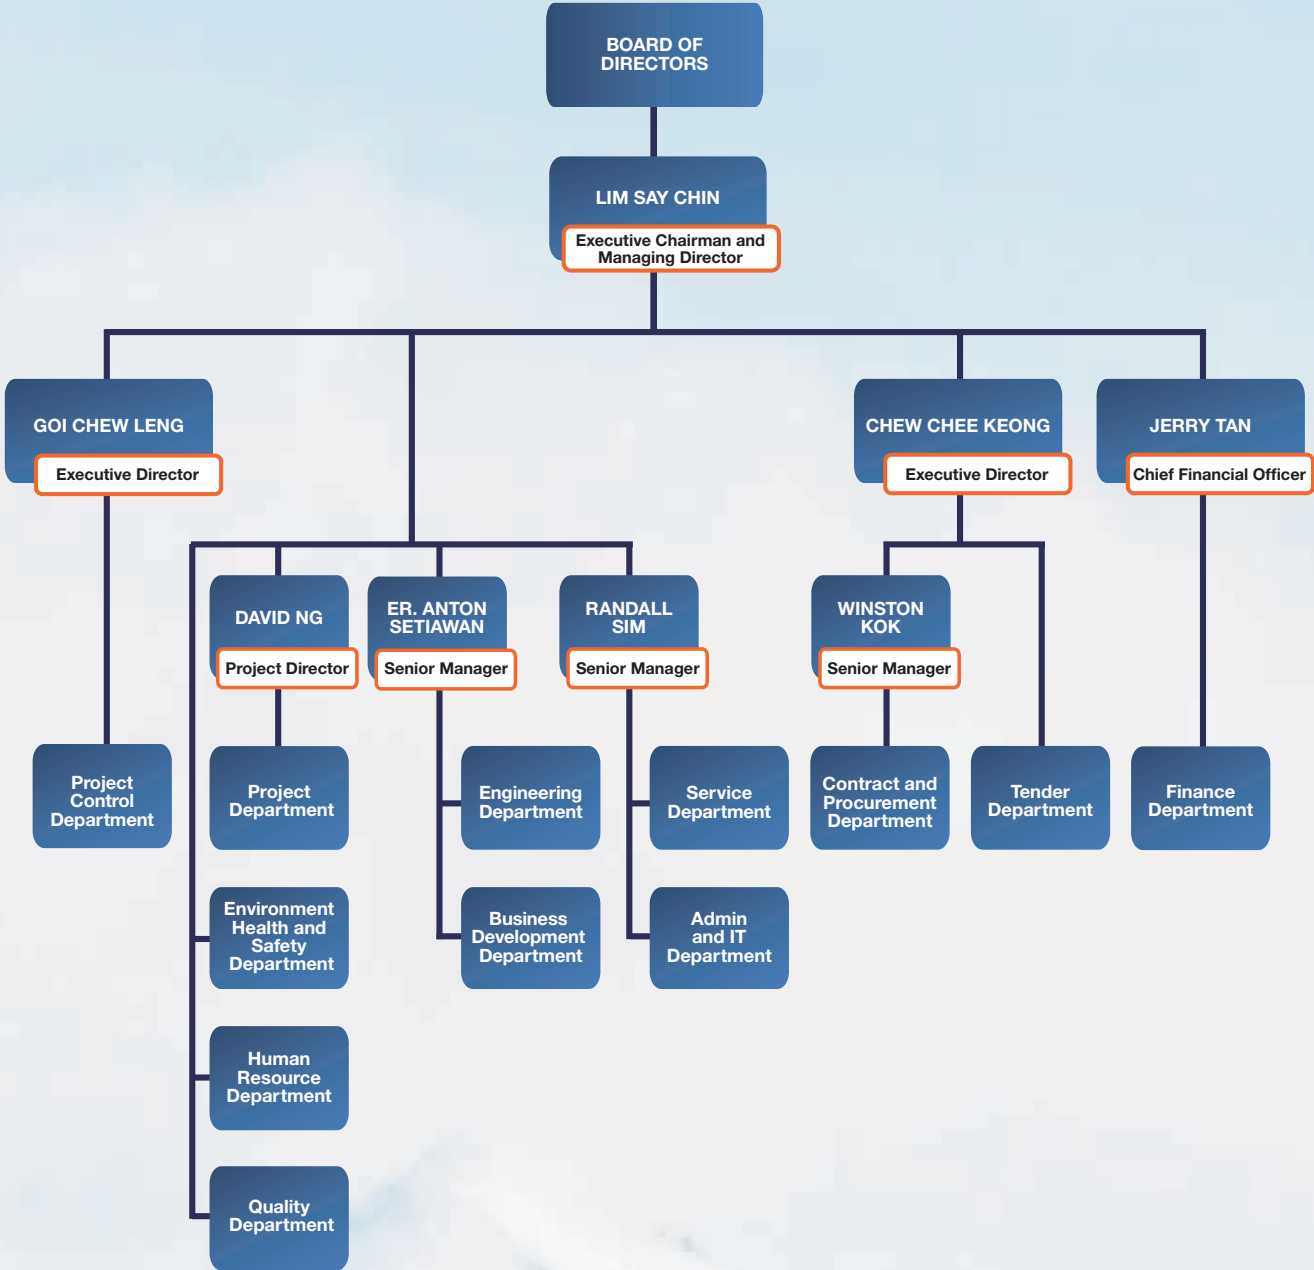 BOARD OF
DIRECTORS
LIM SAY CHIN
Executive Chairman and
Managing Director
GOI CHEW LENG
Executive Director
CHEW CHEE KEONG
Executive Director
JERRY TAN
Chief Financial Officer
DAVID NG
Project Director
ER. ANTON
SETIAWAN
Senior Manager
RANDALL
SIM
Senior Manager
WINSTON
KOK
Senior Manager
Project
Control
Department
Project
Department
Engineering
Department
Service
Department
Contract and
Procurement
Department
Tender
Department
Finance
Department
Environment
Health and
Safety
Department
Business
Development
Department
Admin
and IT
Department
Human
Resource
Department
Quality
Department